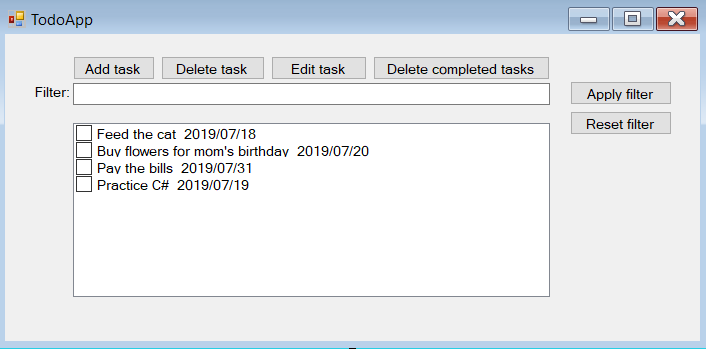 TodoApp
Add task Delete task Edit task Delete completed tasks
Filter: Apply filter
Reset filter
Feed the cat 2019/07/18
Buy flowers for mom's birthday 2019/07/20
Pay the bills 2019/07/31
Practice C# 2019/07/19